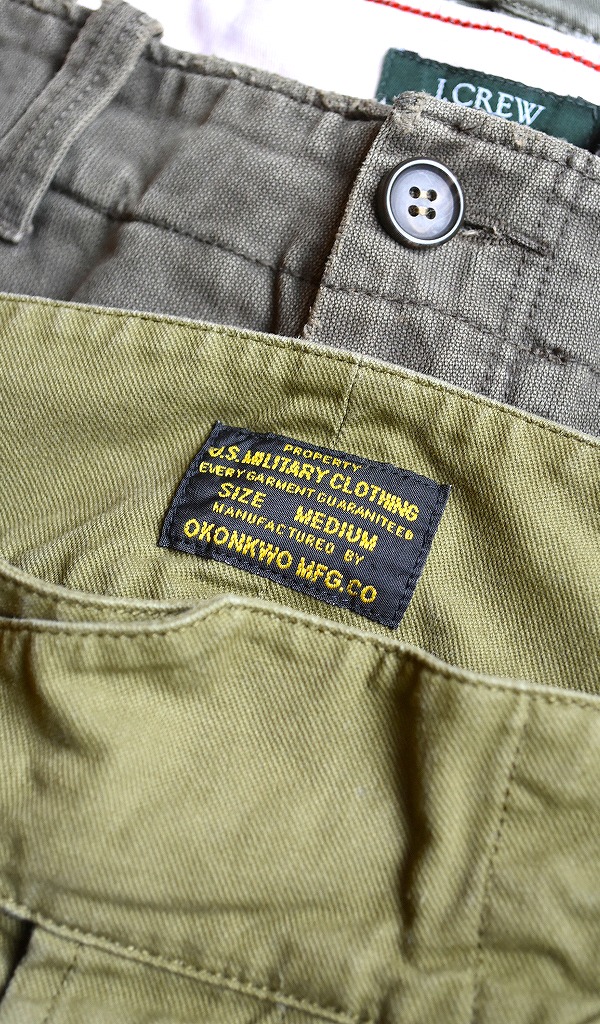 J.CREW
PROPERTY
U.S. MILITARY CLOTHING
EVERY GARMENT GUARANTEED
SIZE MEDIUM
MANUFACTURED BY
OKONKWO MFG.CO